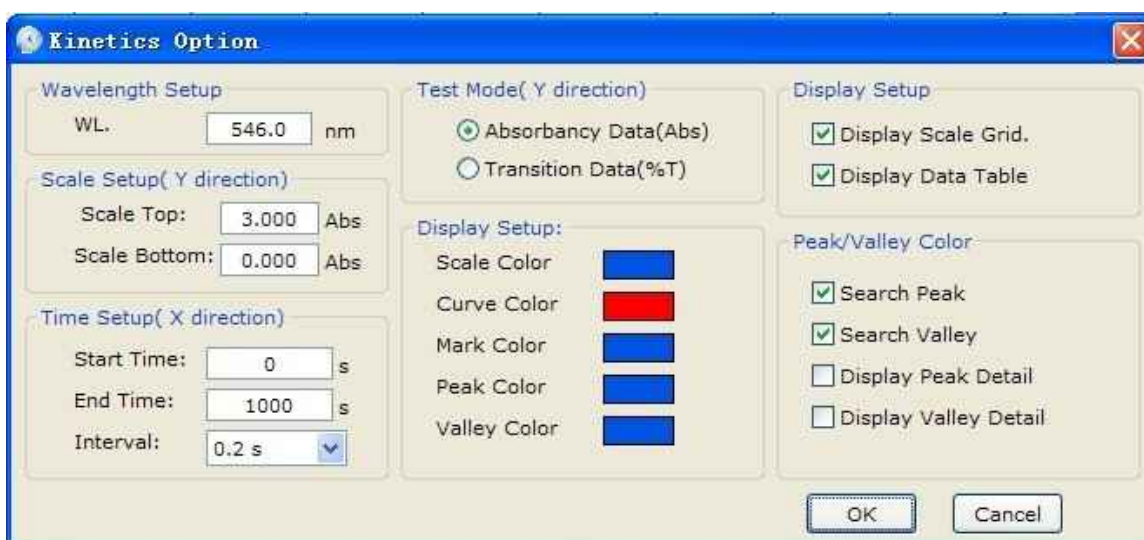 Kinetics Option
Wavelength Setup
WL. 546.0 nm
Scale Setup( Y direction)
Scale Top: 3.000 Abs
Scale Bottom: 0.000 Abs
Time Setup( X direction)
Start Time: 0 s
End Time: 1000 s
Interval: 0.2 s
Test Mode( Y direction)
Absorbancy Data(Abs)
Transition Data(%T)
Display Setup:
Scale Color
Curve Color
Mark Color
Peak Color
Valley Color
Display Setup
Display Scale Grid.
Display Data Table
Peak/Valley Color
Search Peak
Search Valley
Display Peak Detail
Display Valley Detail
OK Cancel